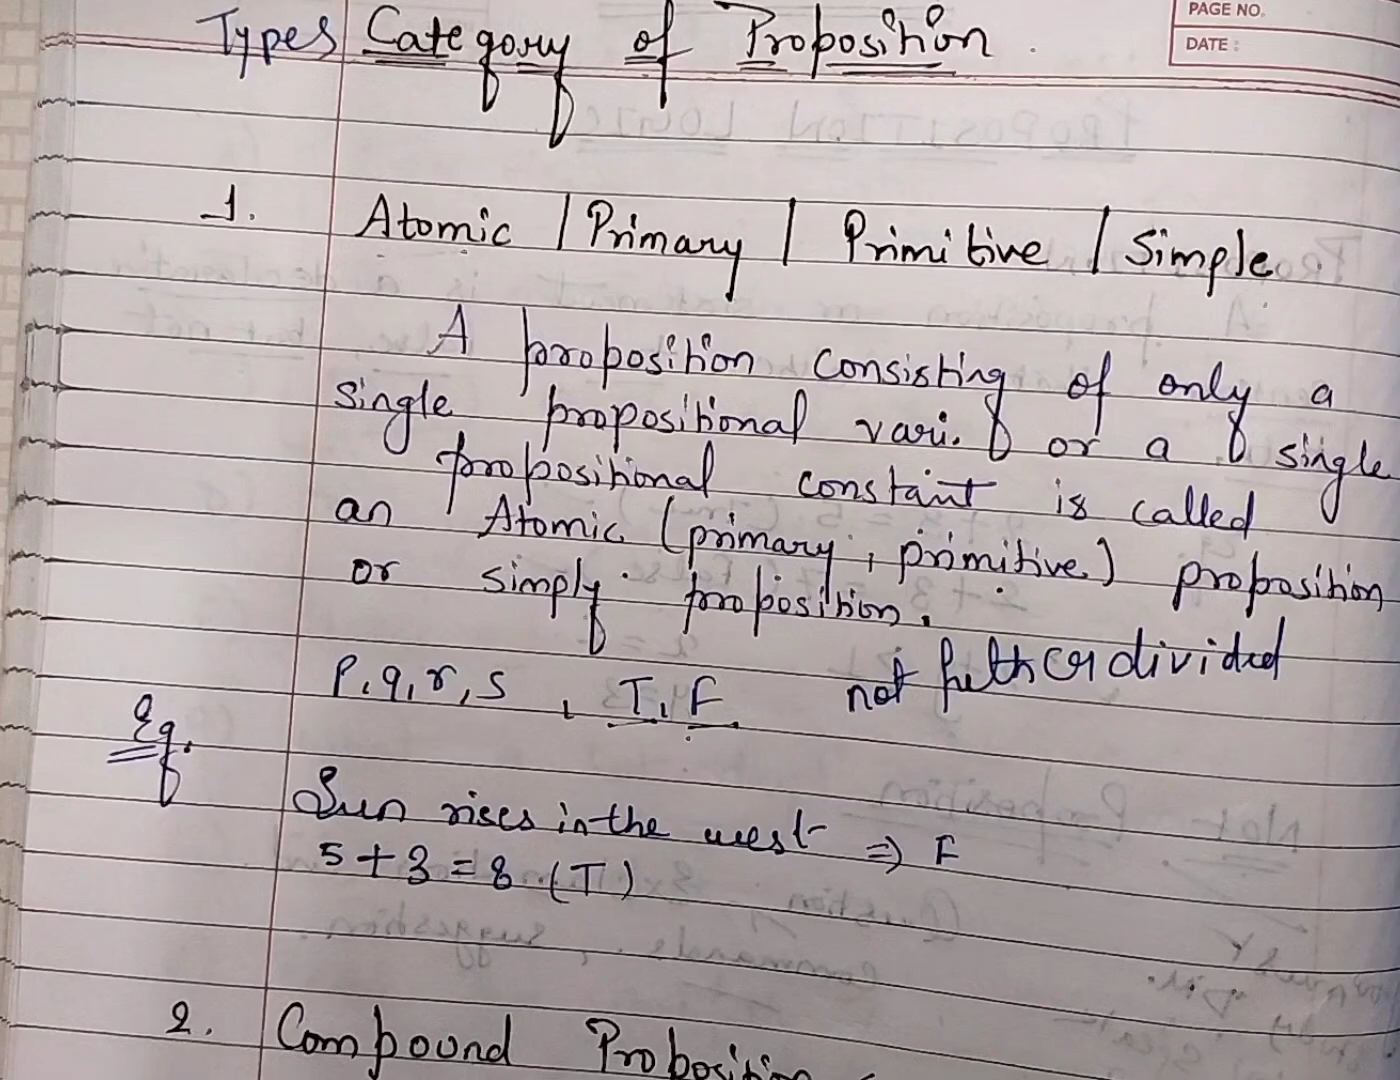 PAGE NO.
DATE :
Types Category of Proposition.
1. Atomic | Primary | Primitive | Simple
A proposition consisting of only a
single propositional vari. or a single
propositional constant is called
an Atomic (primary, primitive) proposition
or simply proposition.
P, q, r, s, T, F. not furthur divided
Eg.
Sun rises in the west ⇒ F
5 + 3 = 8 (T)
2. Compound Proposition